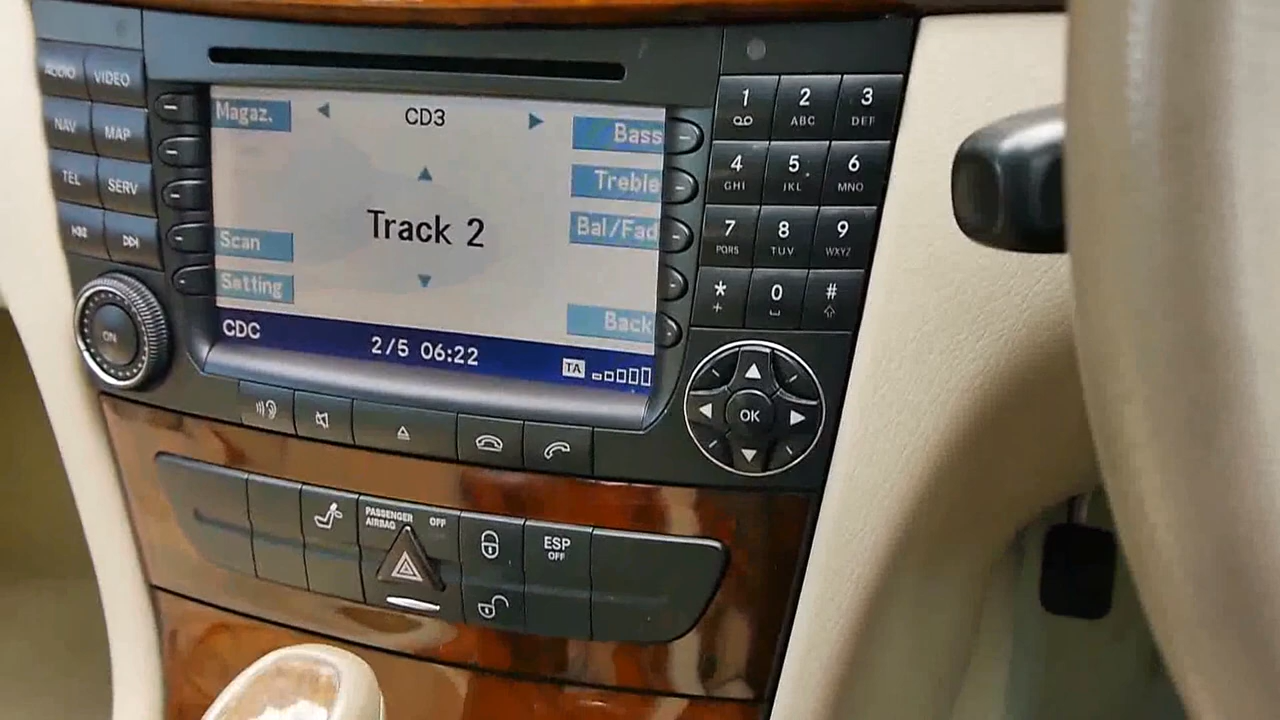 AUDIO VIDEO
NAV MAP
TEL SERV
Magaz.
CD3
Bass
Treble
Track 2
Bal/Fad
Scan
Setting
Back
CDC
2/5 06:22
TA
ON
1 2 ABC 3 DEF
4 GHI 5 JKL 6 MNO
7 PQRS 8 TUV 9 WXYZ
* + 0 #
OK
PASSENGER
AIRBAG OFF
ESP
OFF